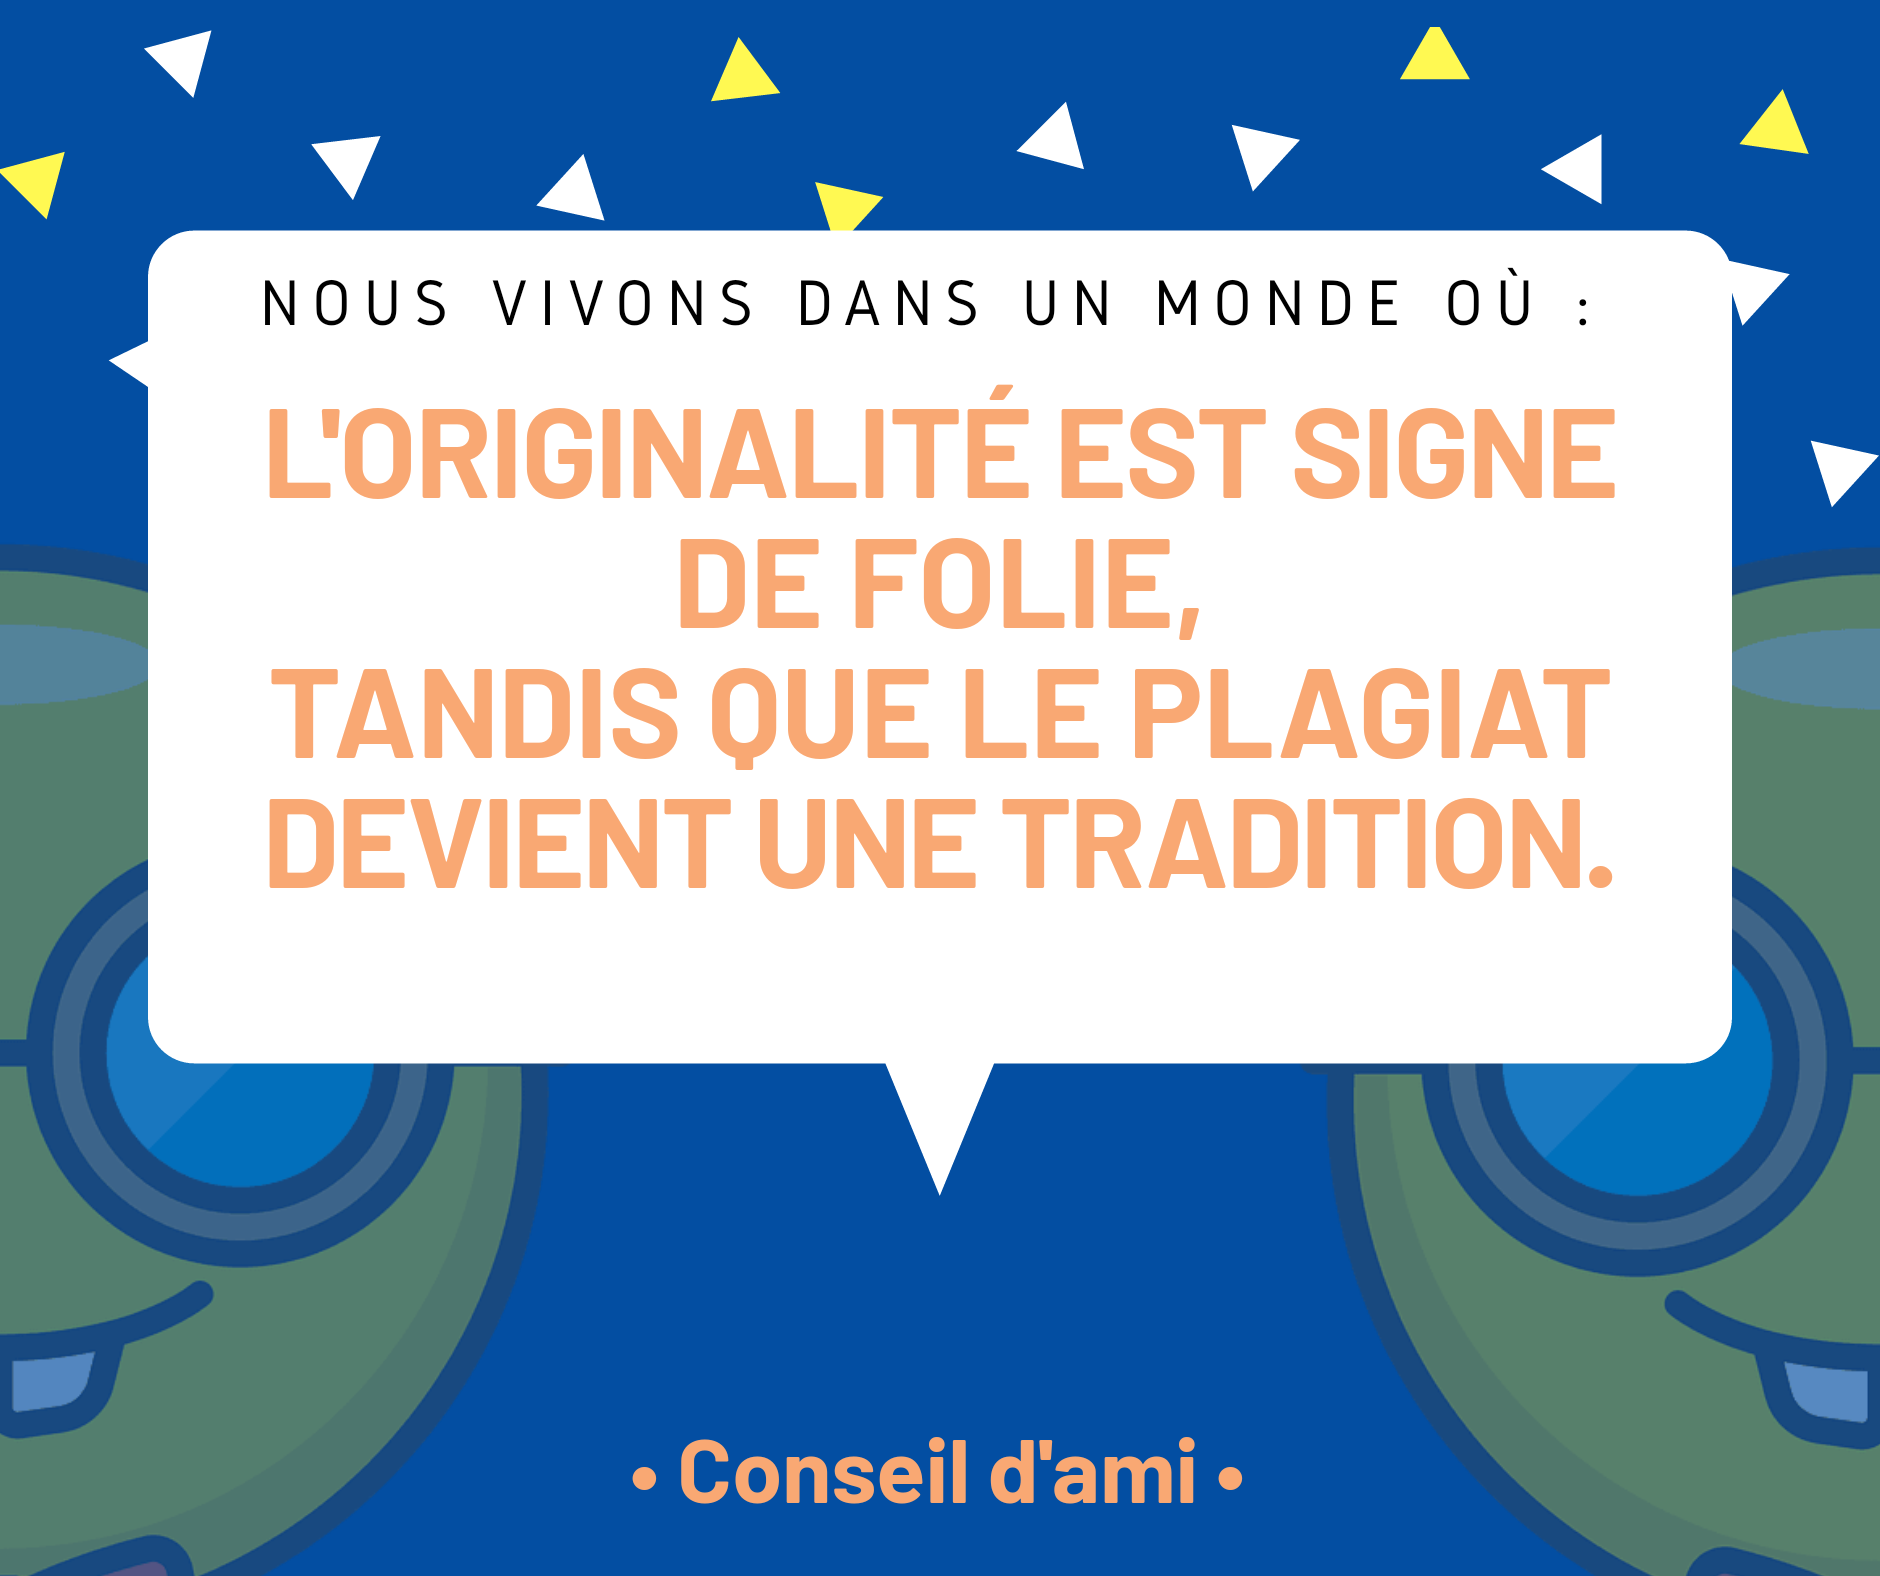 NOUS VIVONS DANS UN MONDE OÙ :
L'ORIGINALITÉ EST SIGNE
DE FOLIE,
TANDIS QUE LE PLAGIAT
DEVIENT UNE TRADITION.
• Conseil d'ami •